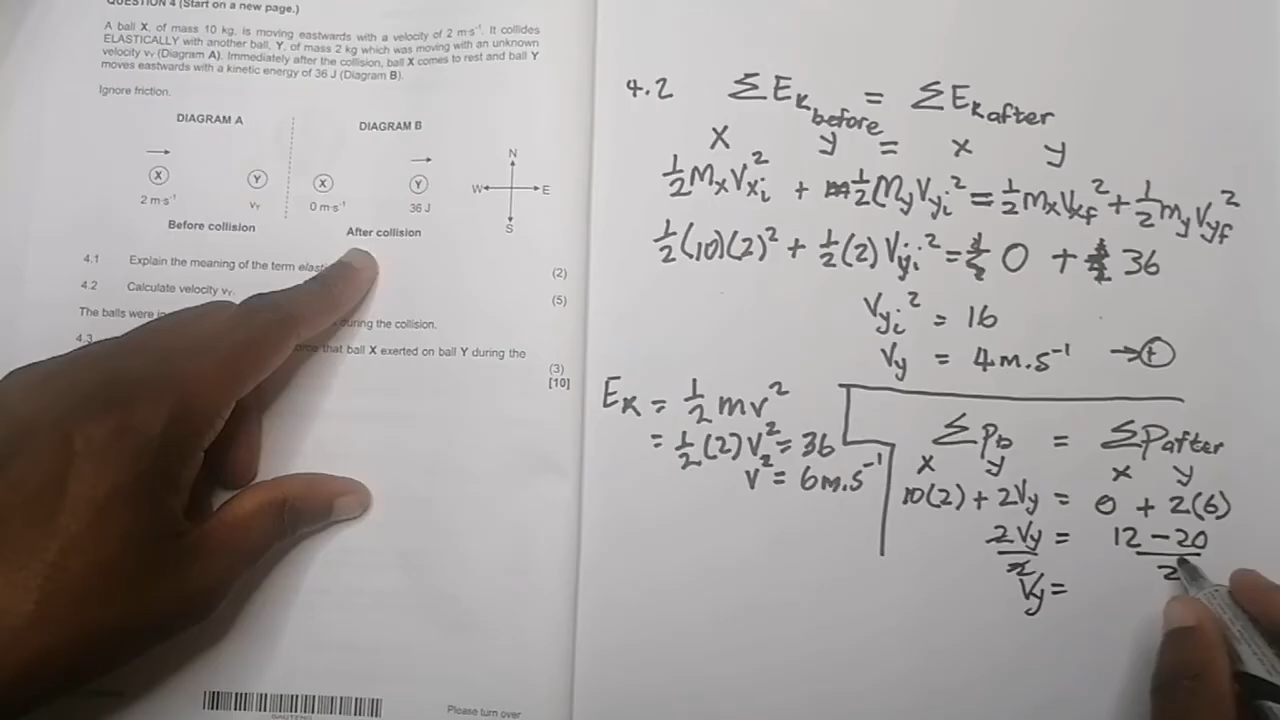 QUESTION 4 (Start on a new page.)
A ball X, of mass 10 kg, is moving eastwards with a velocity of 2 m·s⁻¹. It collides
ELASTICALLY with another ball, Y, of mass 2 kg which was moving with an unknown
velocity vY (Diagram A). Immediately after the collision, ball X comes to rest and ball Y
moves eastwards with a kinetic energy of 36 J (Diagram B).
Ignore friction.
DIAGRAM A
DIAGRAM B
X
Y
X
Y
2 m·s⁻¹
vY
0 m·s⁻¹
36 J
N
W
E
S
Before collision
After collision
4.1 Explain the meaning of the term (2)
4.2 Calculate velocity vY. (5)
The balls were during the collision.
4.3 that ball X exerted on ball Y during the
(3)
[10]
Please turn over
4.2 ΣEk before = ΣEk after
x y = x y
½MxVxi² + ½(MyVyi² = ½mxVxf² + ½myVyf²
½(10)(2)² + ½(2)Vyi² = 0 + 36
Vyi² = 16
Vy = 4m.s⁻¹ →(+)
EK = ½mv²
= ½(2)v² = 36
v² = 6m.s⁻¹
Σpb = Σpafter
x y x y
10(2) + 2Vy = 0 + 2(6)
2Vy = 12 - 20
2 2
Vy =